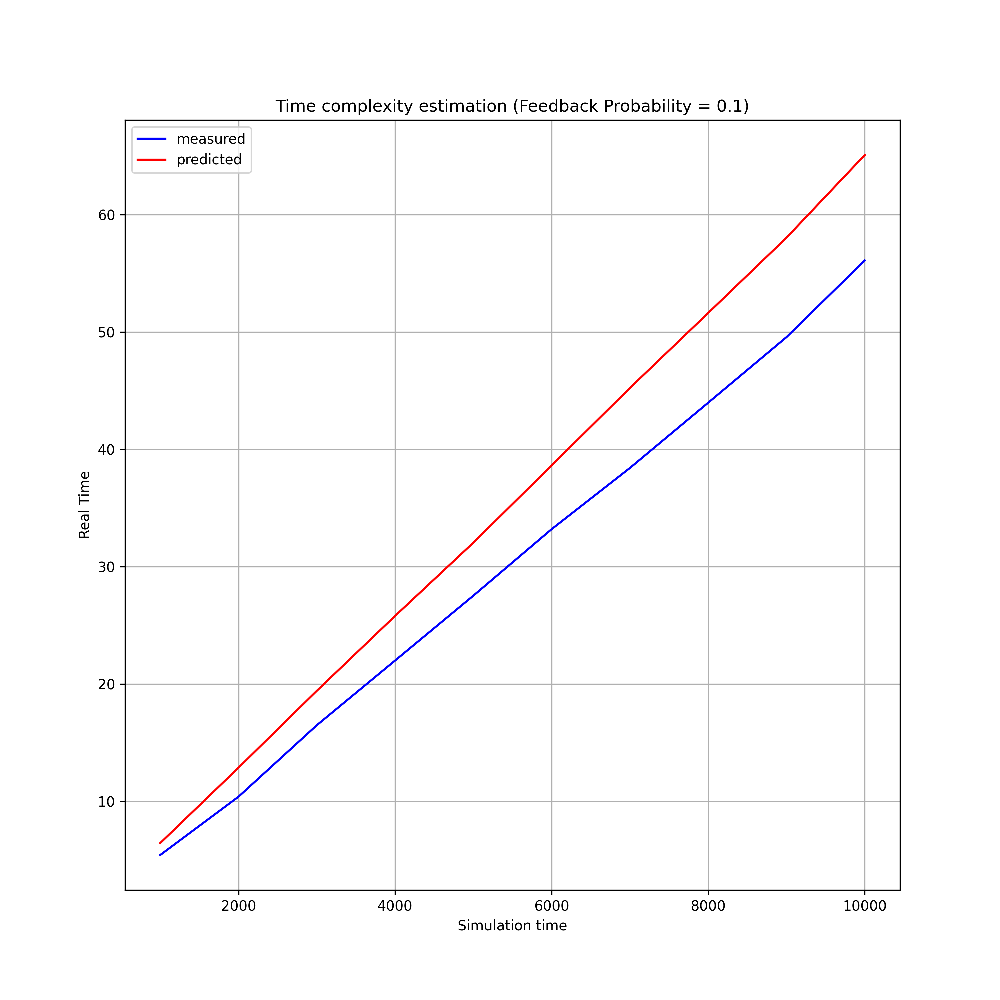 Time complexity estimation (Feedback Probability = 0.1)
measured
predicted
60
50
40
30
20
10
Real Time
2000 4000 6000 8000 10000
Simulation time